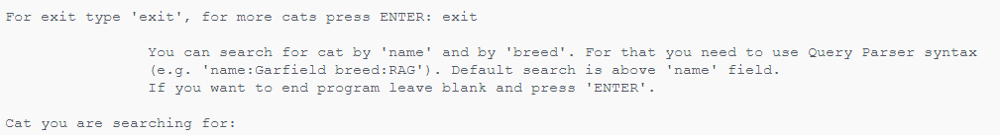 For exit type 'exit', for more cats press ENTER: exit
You can search for cat by 'name' and by 'breed'. For that you need to use Query Parser syntax
(e.g. 'name:Garfield breed:RAG'). Default search is above 'name' field.
If you want to end program leave blank and press 'ENTER'.
Cat you are searching for: